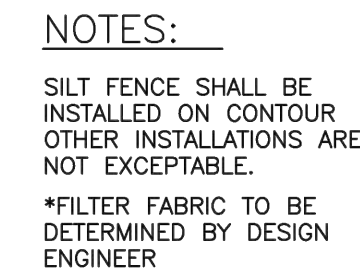 NOTES:
SILT FENCE SHALL BE
INSTALLED ON CONTOUR
OTHER INSTALLATIONS ARE
NOT EXCEPTABLE.
*FILTER FABRIC TO BE
DETERMINED BY DESIGN
ENGINEER